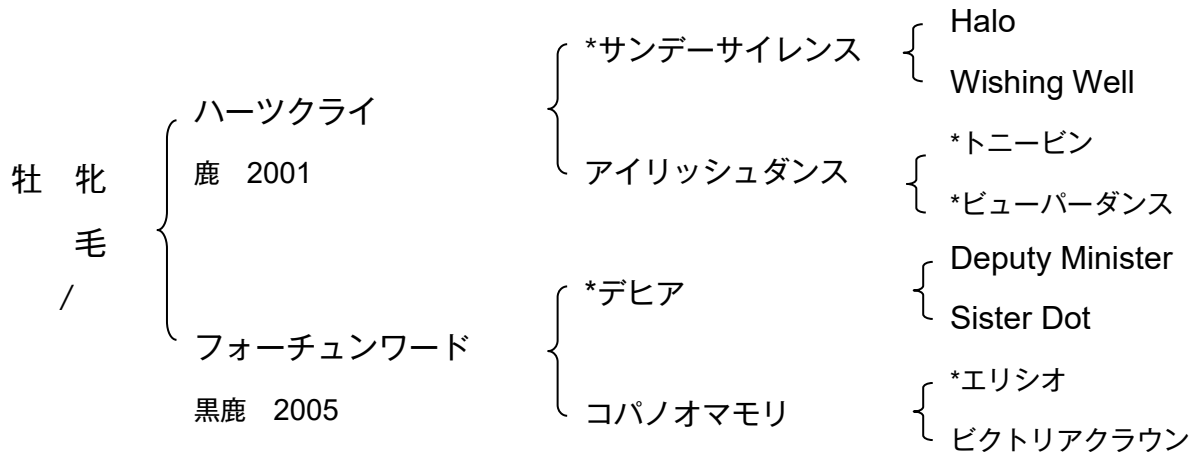 牡　牝
毛
/
ハーツクライ
鹿　2001
フォーチュンワード
黒鹿　2005
*サンデーサイレンス
アイリッシュダンス
*デヒア
コパノオマモリ
Halo
Wishing Well
*トニービン
*ビューパーダンス
Deputy Minister
Sister Dot
*エリシオ
ビクトリアクラウン